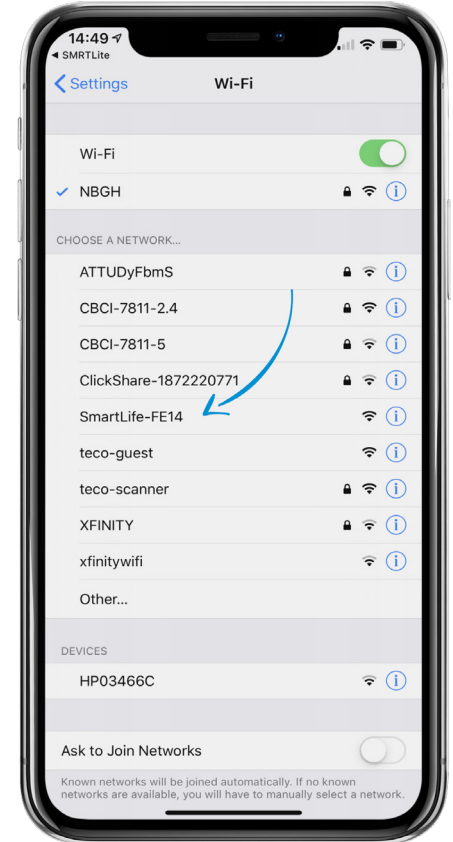 14:49
SMRTLite
Settings
Wi-Fi
Wi-Fi
NBGH
CHOOSE A NETWORK...
ATTUDyFbmS
CBCI-7811-2.4
CBCI-7811-5
ClickShare-1872220771
SmartLife-FE14
teco-guest
teco-scanner
XFINITY
xfinitywifi
Other...
DEVICES
HP03466C
Ask to Join Networks
Known networks will be joined automatically. If no known
networks are available, you will have to manually select a network.